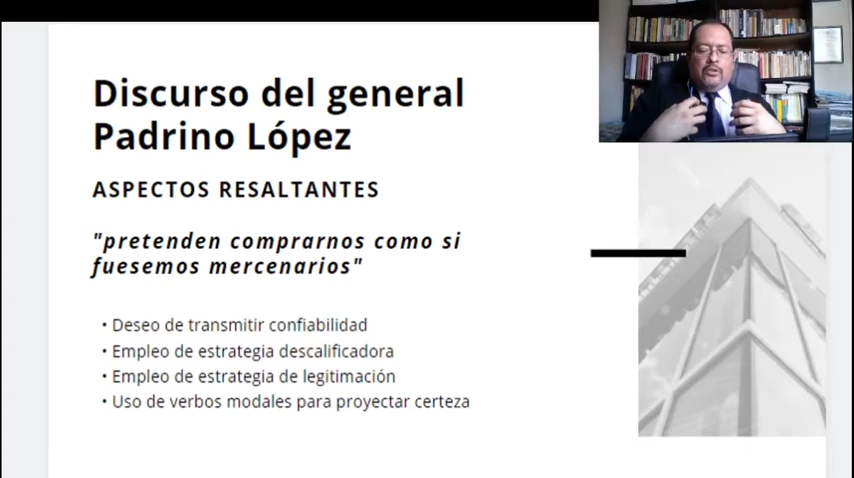 Discurso del general
Padrino López
ASPECTOS RESALTANTES
"pretenden comprarnos como si
fuesemos mercenarios"
• Deseo de transmitir confiabilidad
• Empleo de estrategia descalificadora
• Empleo de estrategia de legitimación
• Uso de verbos modales para proyectar certeza